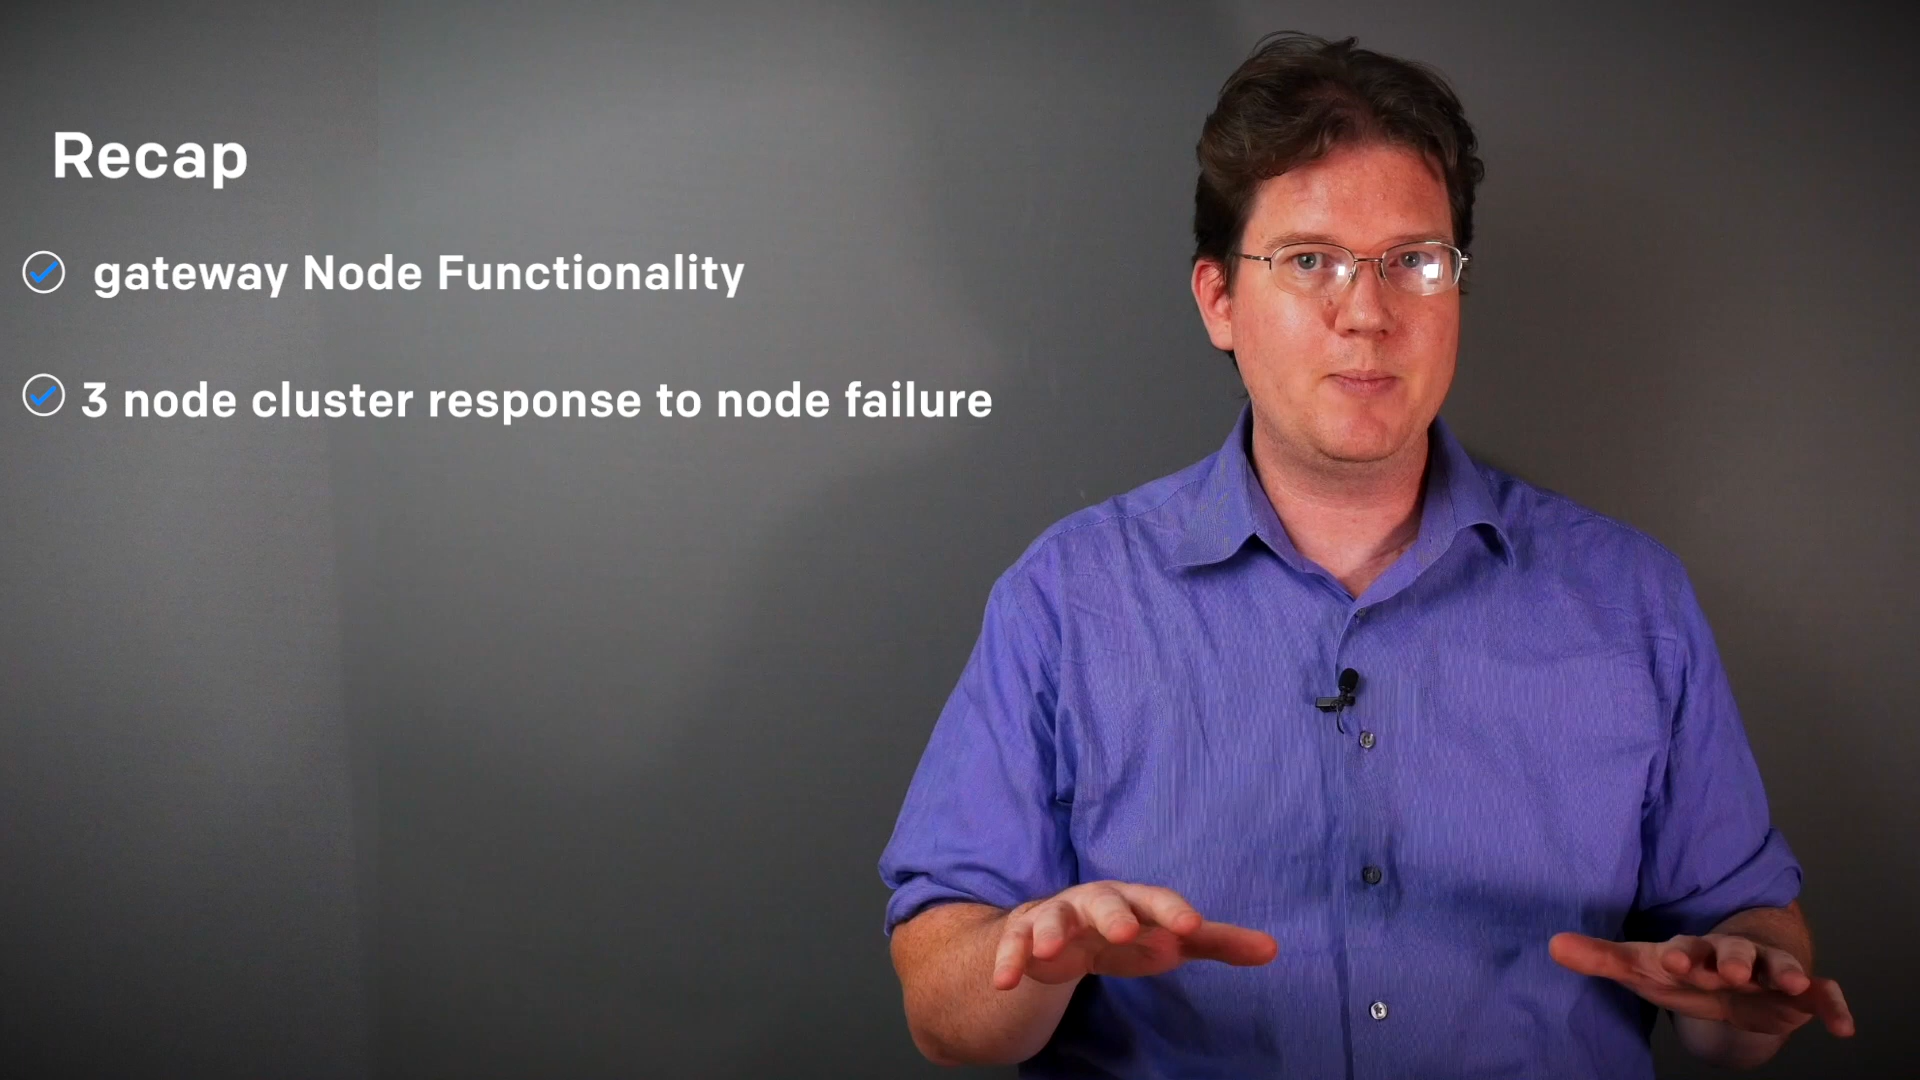 Recap
gateway Node Functionality
3 node cluster response to node failure